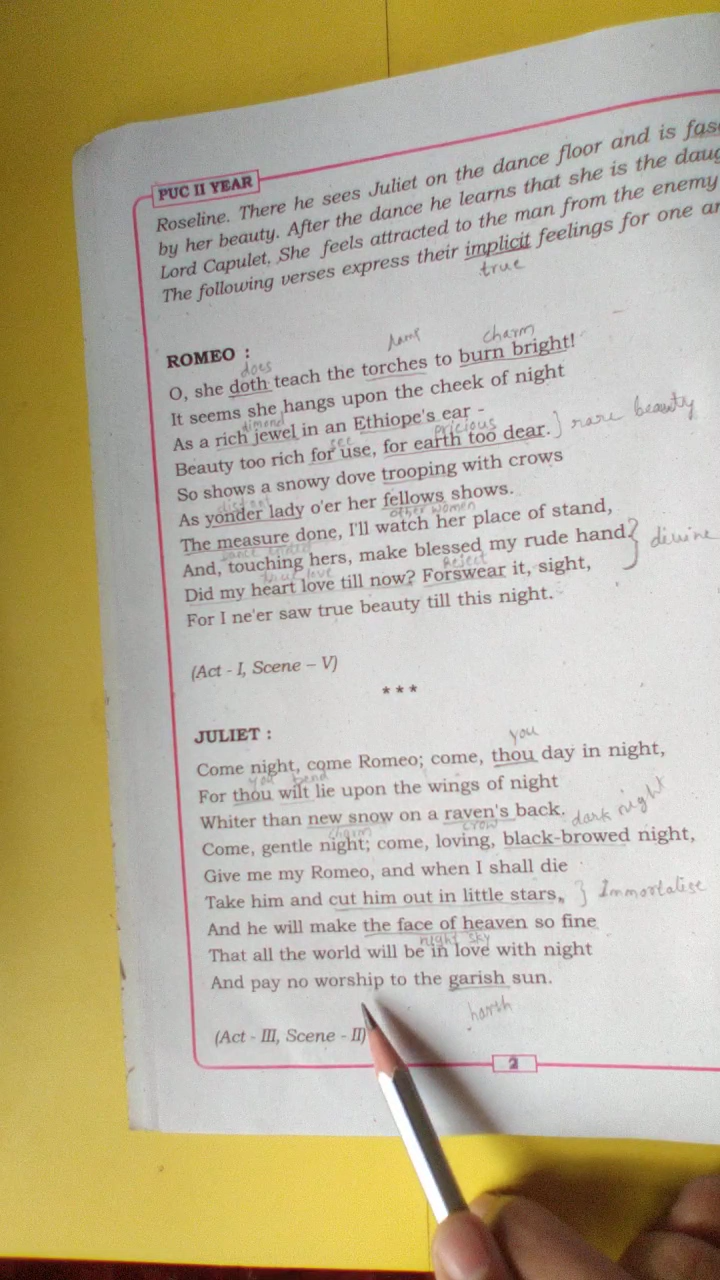 PUC II YEAR
Roseline. There he sees Juliet on the dance floor and is
by her beauty. After the dance he learns that she is the
Lord Capulet. She feels attracted to the man from the enemy
The following verses express their implicit feelings for one
true
ROMEO :
does charm
O, she doth teach the torches to burn bright!
It seems she hangs upon the cheek of night
As a rich jewel in an Ethiope's ear -
see pricious
Beauty too rich for use, for earth too dear. } rare beauty
So shows a snowy dove trooping with crows
distant
As yonder lady o'er her fellows shows.
other women
The measure done, I'll watch her place of stand,
And, touching hers, make blessed my rude hand? } divine
true love Reject
Did my heart love till now? Forswear it, sight,
For I ne'er saw true beauty till this night.
(Act - I, Scene – V)
***
JULIET :
you
Come night, come Romeo; come, thou day in night,
you bend
For thou wilt lie upon the wings of night
Whiter than new snow on a raven's back.
charm crow dark night
Come, gentle night; come, loving, black-browed night,
Give me my Romeo, and when I shall die
Take him and cut him out in little stars, } Immortalise
And he will make the face of heaven so fine
night sky
That all the world will be in love with night
And pay no worship to the garish sun.
harsh
(Act - III, Scene - II)
2